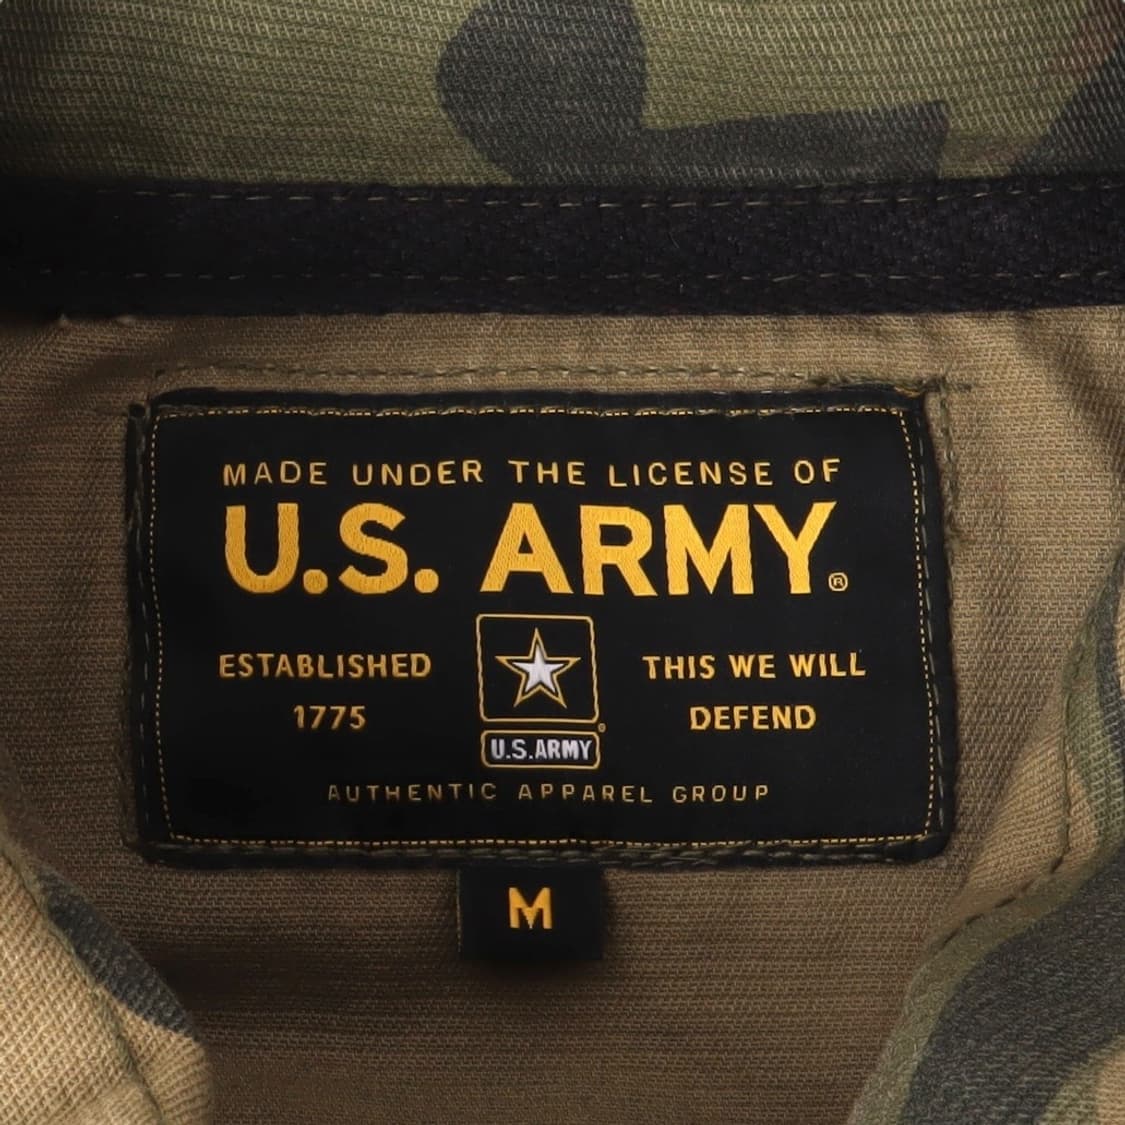 MADE UNDER THE LICENSE OF
U.S. ARMY®
ESTABLISHED
1775
THIS WE WILL
DEFEND
U.S.ARMY
AUTHENTIC APPAREL GROUP
M